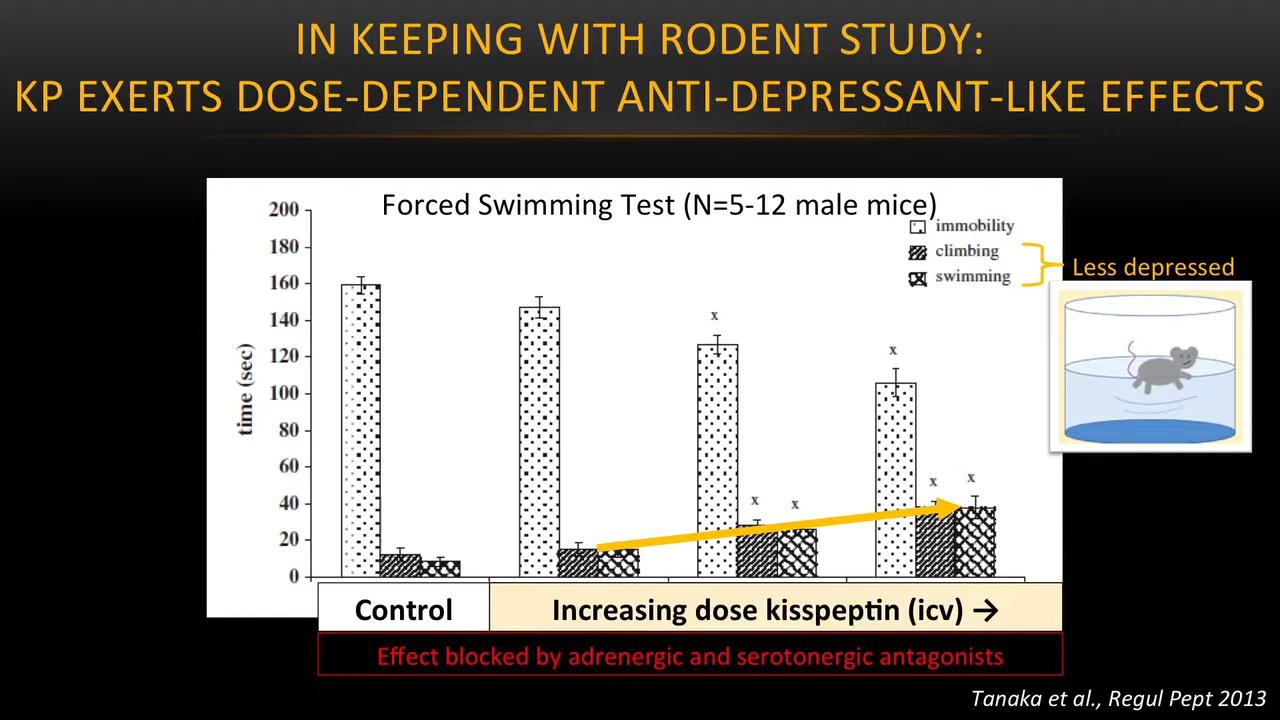 IN KEEPING WITH RODENT STUDY:
KP EXERTS DOSE-DEPENDENT ANTI-DEPRESSANT-LIKE EFFECTS
Forced Swimming Test (N=5-12 male mice)
immobility
climbing
swimming
Less depressed
200
180
160
140
120
100
80
60
40
20
0
time (sec)
x
x
x
x
x
x
Control
Increasing dose kisspeptin (icv) →
Effect blocked by adrenergic and serotonergic antagonists
Tanaka et al., Regul Pept 2013